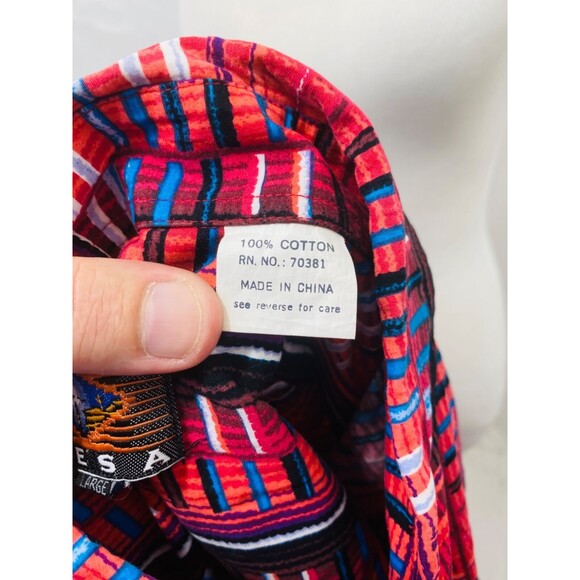 100% COTTON
RN. NO.: 70381
MADE IN CHINA
see reverse for care
ESA
LARGE